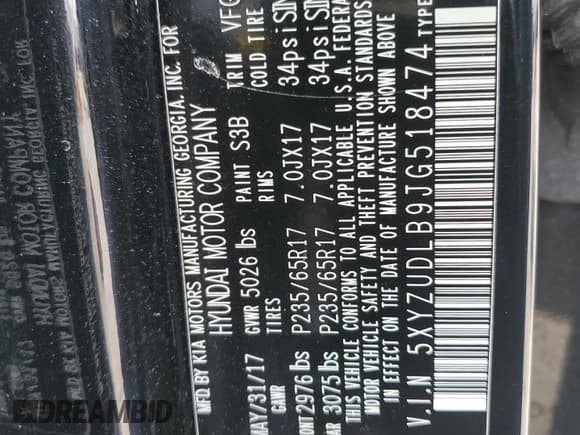 MFD BY KIA MOTORS MANUFACTURING GEORGIA, INC. FOR
HYUNDAI MOTOR COMPANY
MAY/31/17 GVWR 5026 lbs PAINT S3B TRIM VFC
GAWR TIRES RIMS COLD TIRE
2976 lbs P235/65R17 7.0JX17 34psi
3075 lbs P235/65R17 7.0JX17 34psi
THIS VEHICLE CONFORMS TO ALL APPLICABLE U.S.A. FEDERA
MOTOR VEHICLE SAFETY AND THEFT PREVENTION STANDARDS
IN EFFECT ON THE DATE OF MANUFACTURE SHOWN ABOVE
V.I.N 5XYZUDLB9JG518474 TYPE
DREAMBID